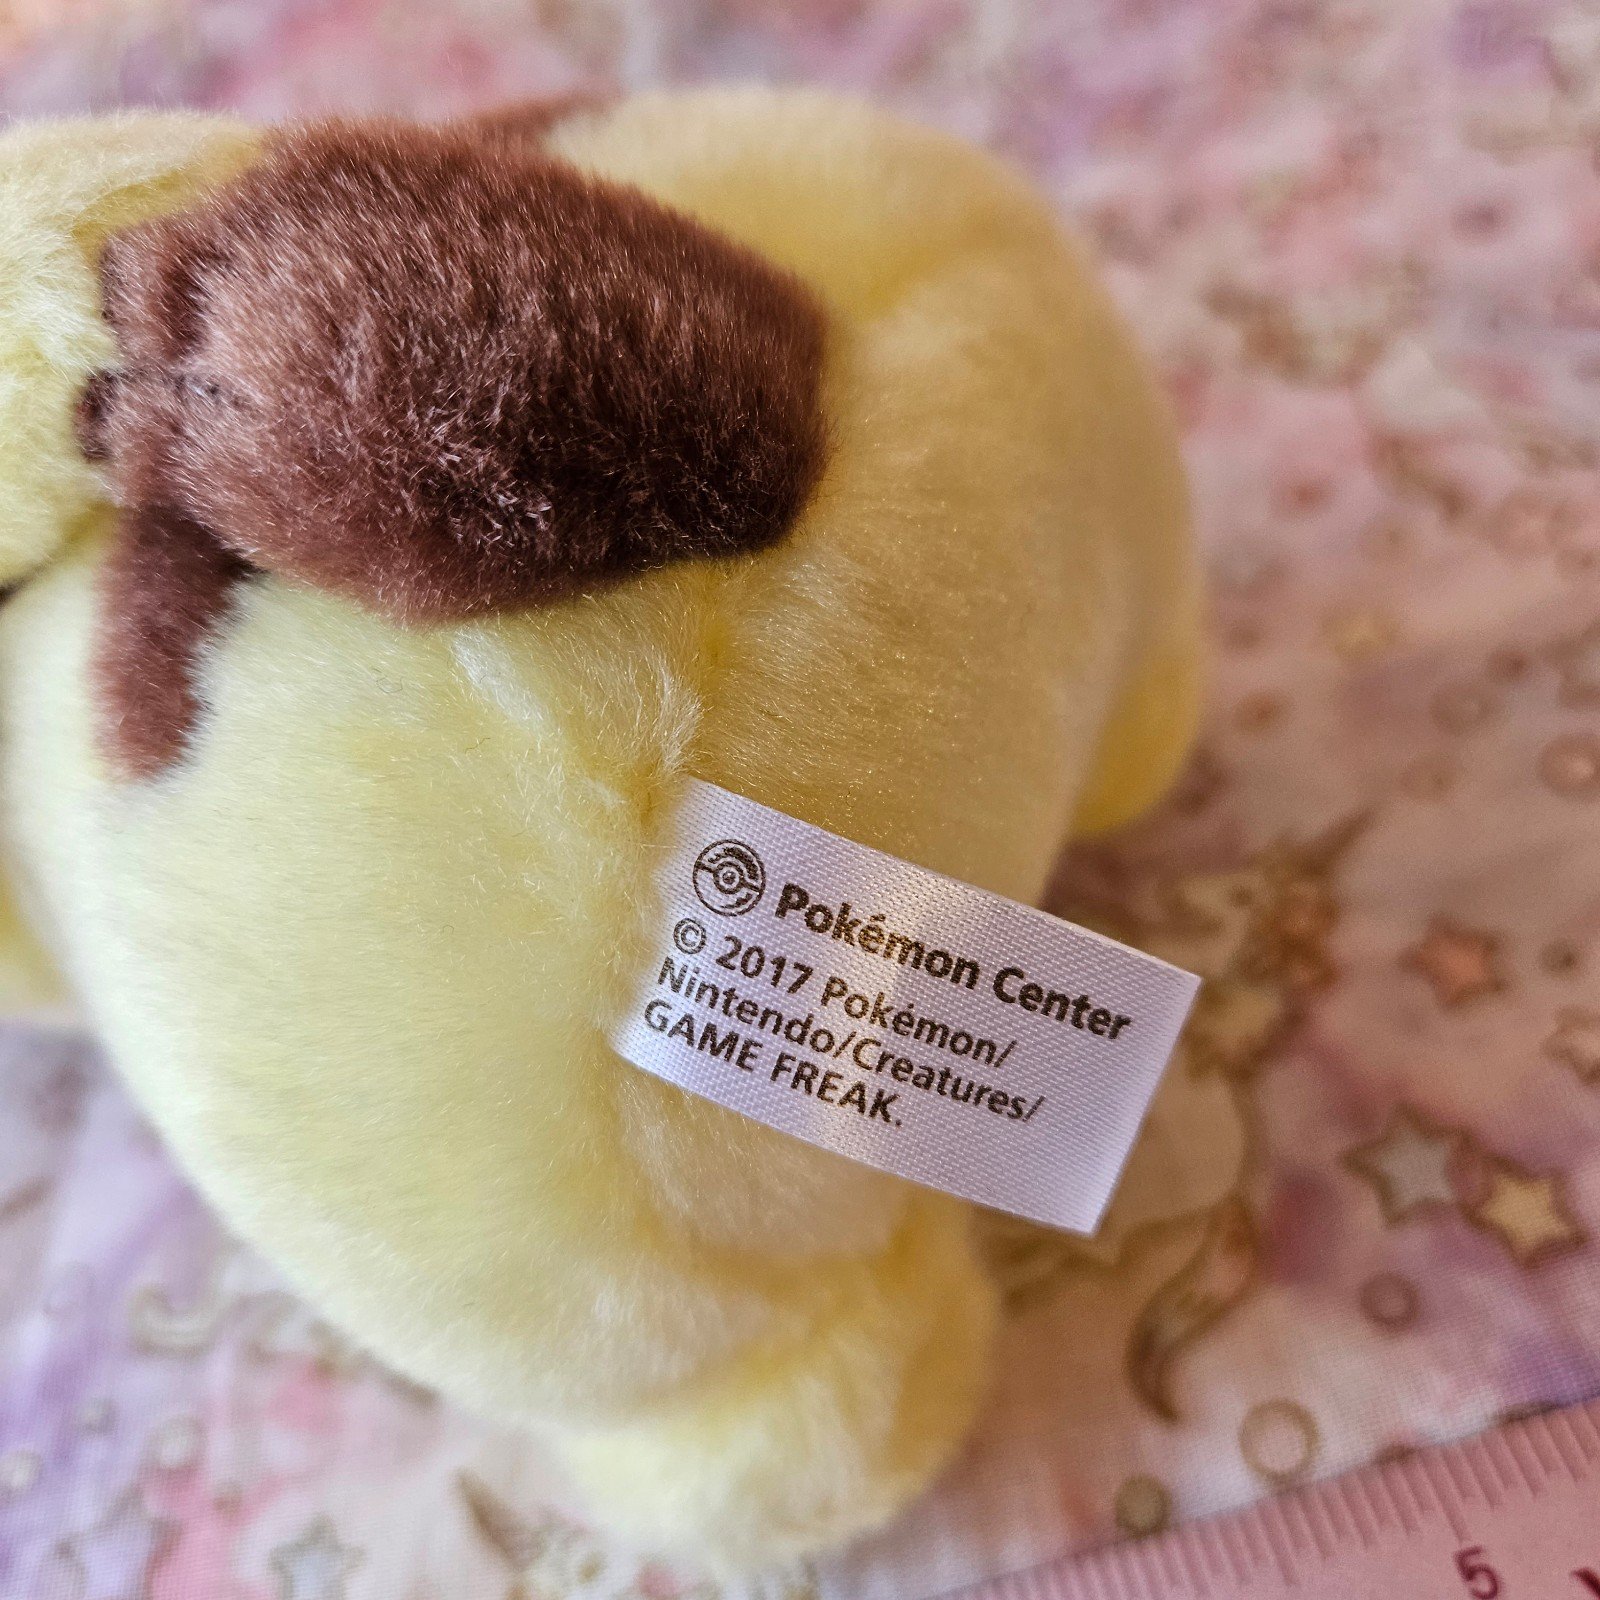 Pokémon Center
© 2017 Pokémon/
Nintendo/Creatures/
GAME FREAK.
5